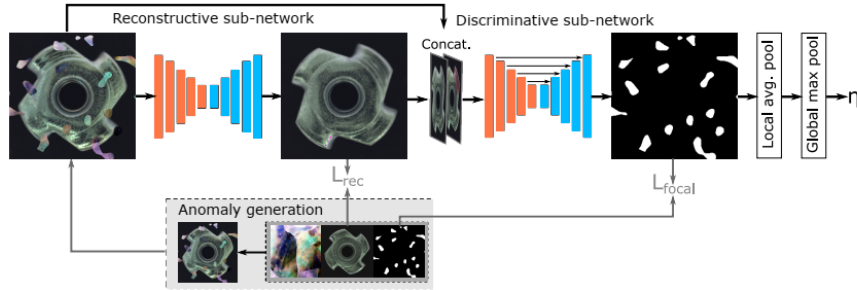 Reconstructive sub-network
Discriminative sub-network
Concat.
Local avg. pool
Global max pool
η
L_rec
L_focal
Anomaly generation